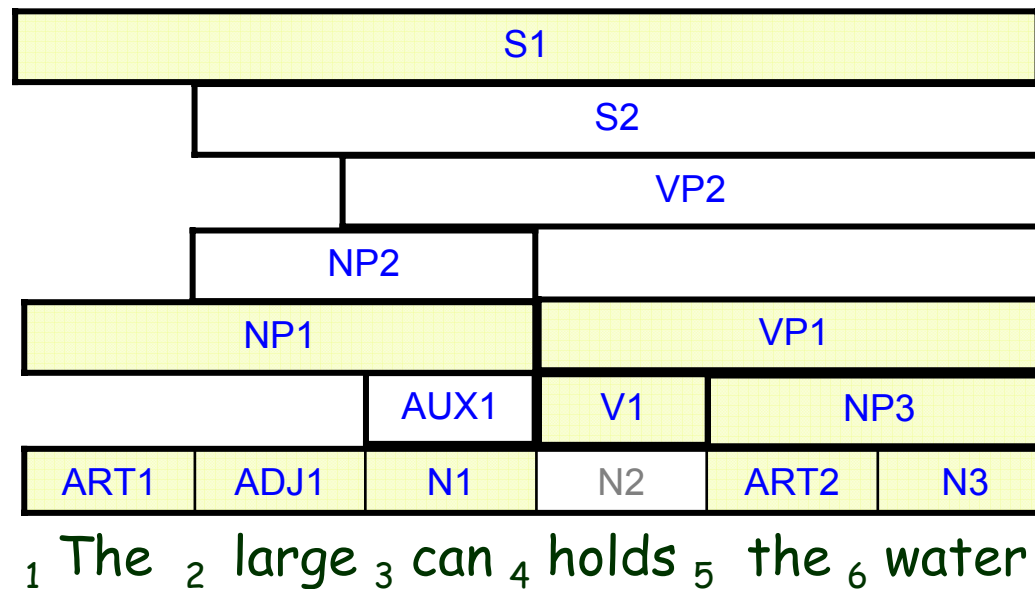 S1
S2
VP2
NP2
NP1 VP1
AUX1 V1 NP3
ART1 ADJ1 N1 N2 ART2 N3
1 The 2 large 3 can 4 holds 5 the 6 water